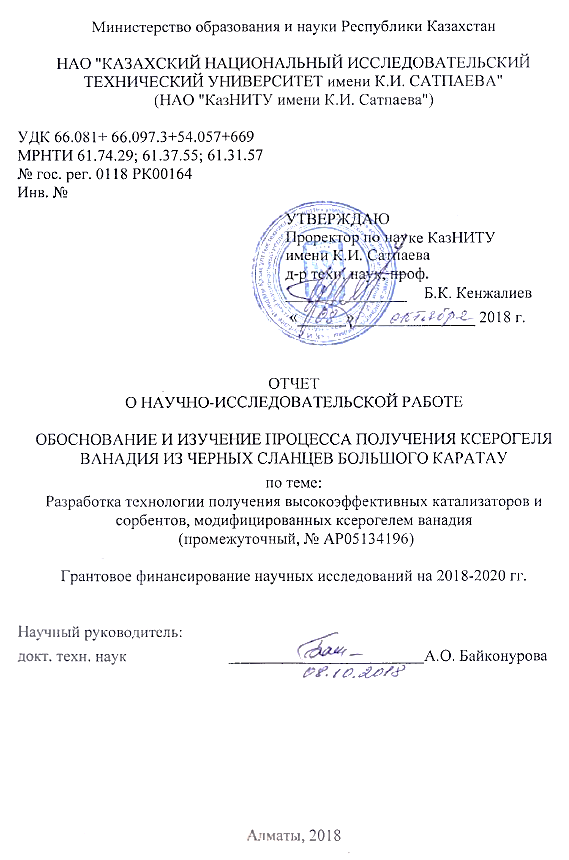 Министерство образования и науки Республики Казахстан
НАО "КАЗАХСКИЙ НАЦИОНАЛЬНЫЙ ИССЛЕДОВАТЕЛЬСКИЙ
ТЕХНИЧЕСКИЙ УНИВЕРСИТЕТ имени К.И. САТПАЕВА"
(НАО "КазНИТУ имени К.И. Сатпаева")
УДК 66.081+ 66.097.3+54.057+669
МРНТИ 61.74.29; 61.37.55; 61.31.57
№ гос. рег. 0118 РК00164
Инв. №
УТВЕРЖДАЮ
Проректор по науке КазНИТУ
имени К.И. Сатпаева
д-р техн. наук, проф.
Б.К. Кенжалиев
« 08 » октября 2018 г.
ОТЧЕТ
О НАУЧНО-ИССЛЕДОВАТЕЛЬСКОЙ РАБОТЕ
ОБОСНОВАНИЕ И ИЗУЧЕНИЕ ПРОЦЕССА ПОЛУЧЕНИЯ КСЕРОГЕЛЯ
ВАНАДИЯ ИЗ ЧЕРНЫХ СЛАНЦЕВ БОЛЬШОГО КАРАТАУ
по теме:
Разработка технологии получения высокоэффективных катализаторов и
сорбентов, модифицированных ксерогелем ванадия
(промежуточный, № АР05134196)
Грантовое финансирование научных исследований на 2018-2020 гг.
Научный руководитель:
докт. техн. наук А.О. Байконурова
08.10.2018
Алматы, 2018